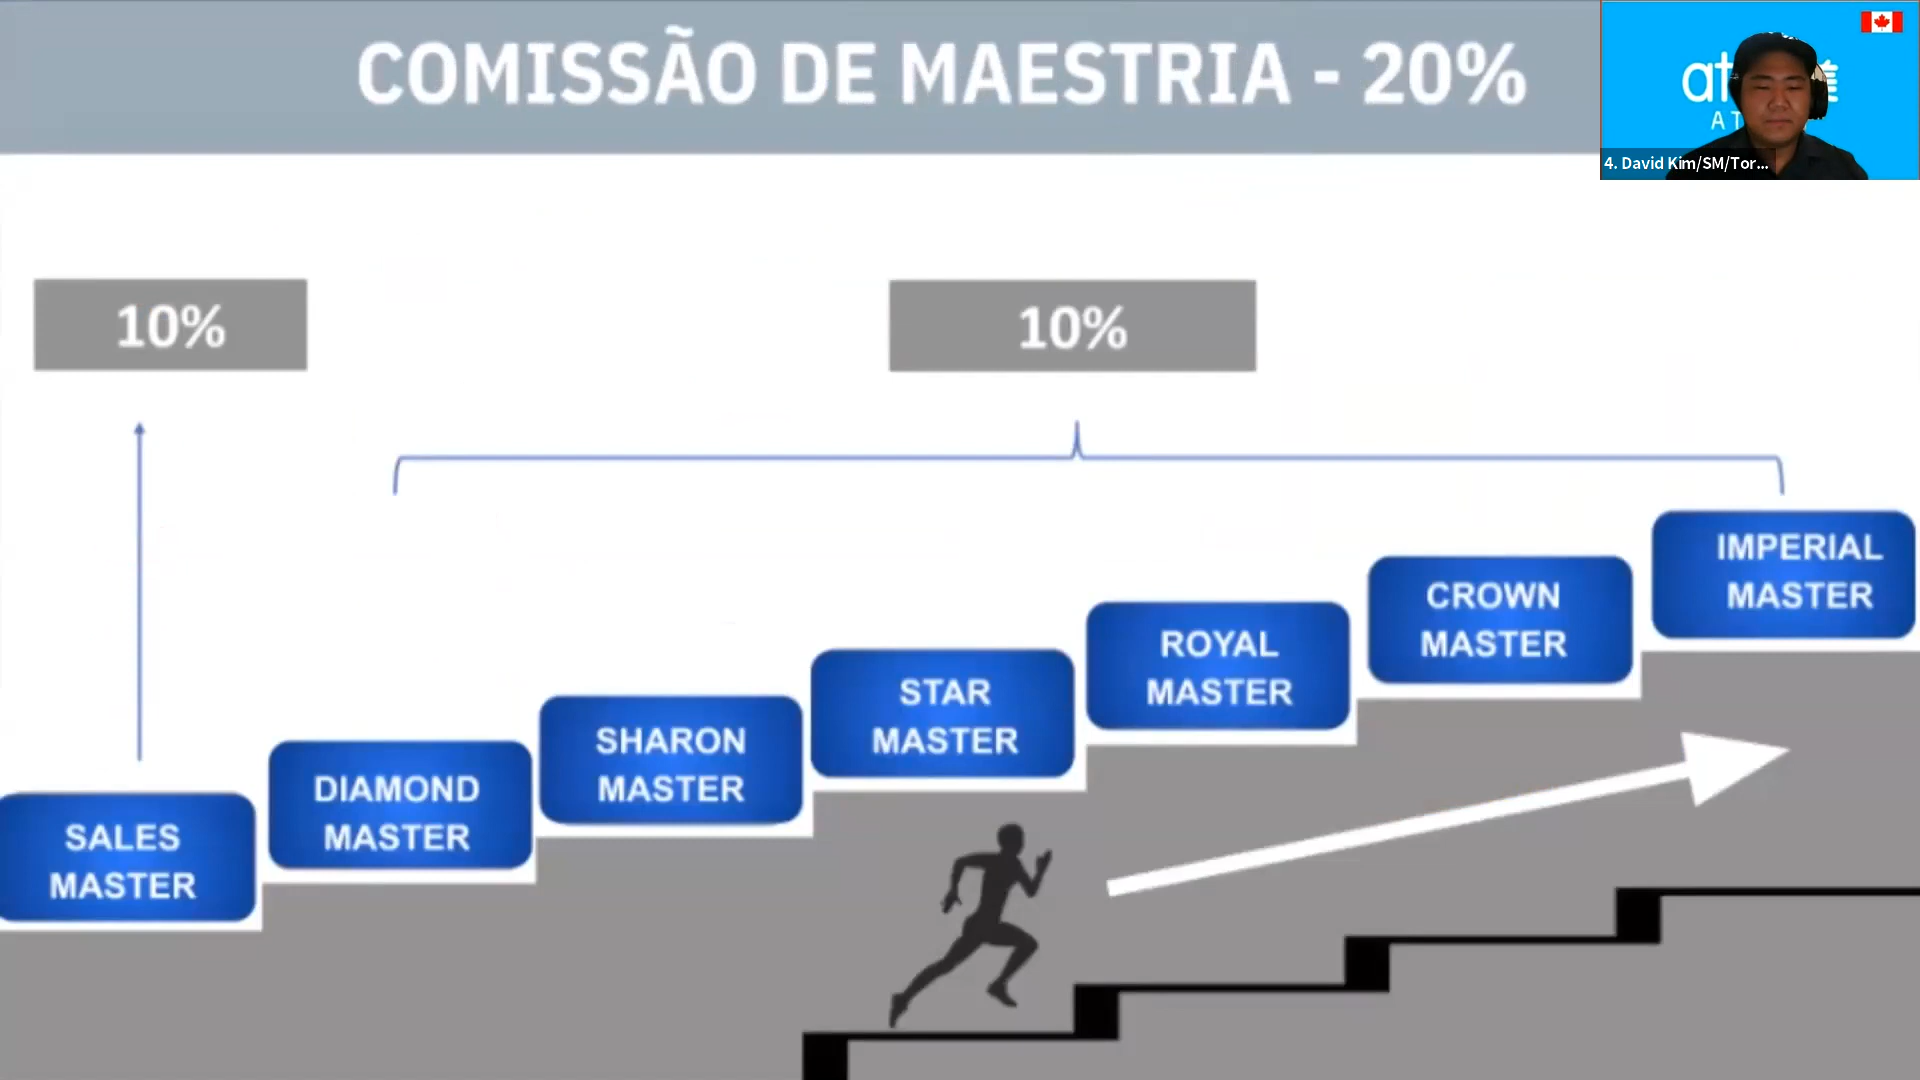 COMISSÃO DE MAESTRIA - 20%
4. David Kim/SM/Tor...
10%
10%
IMPERIAL
MASTER
CROWN
MASTER
ROYAL
MASTER
STAR
MASTER
SHARON
MASTER
DIAMOND
MASTER
SALES
MASTER